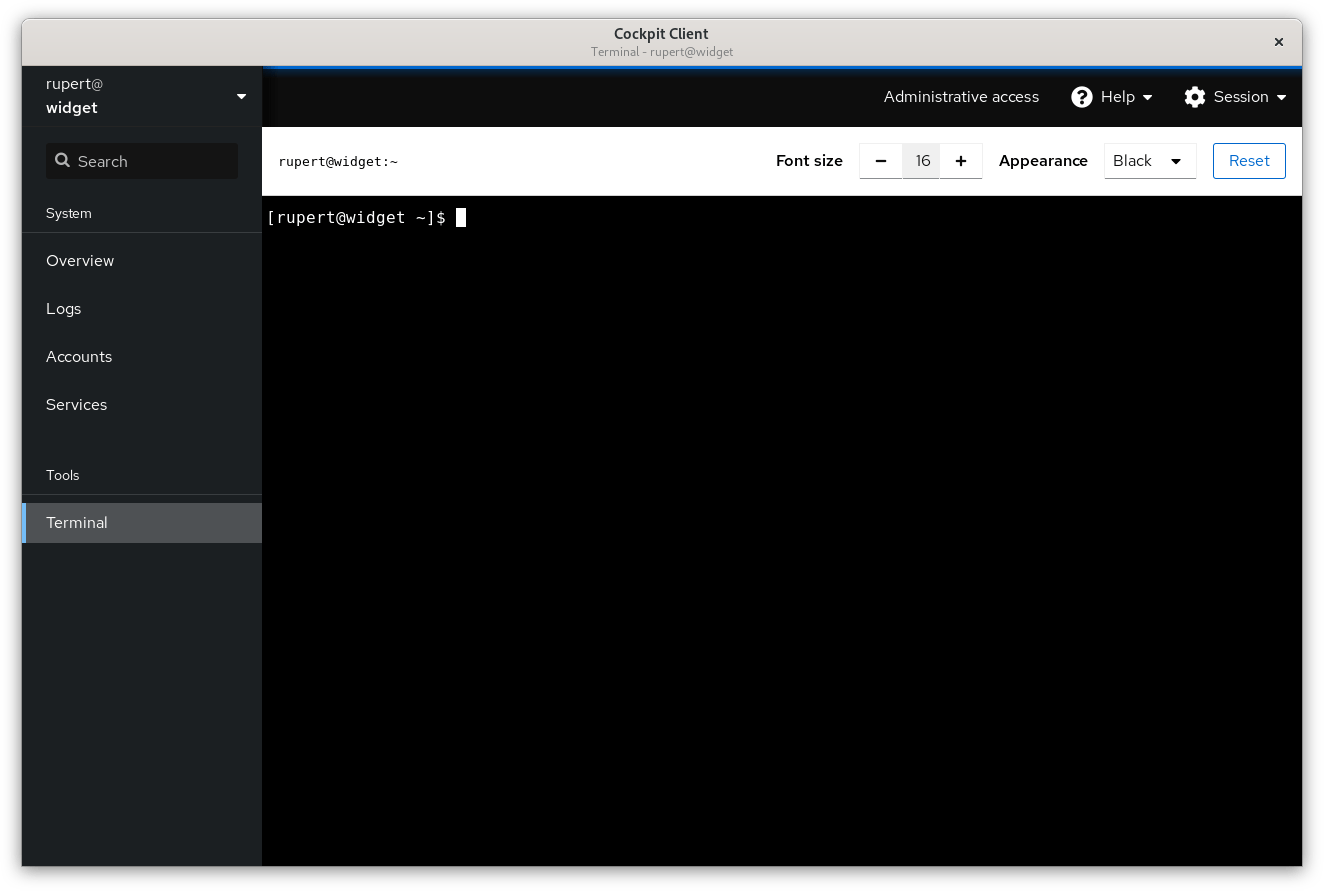 Cockpit Client
Terminal - rupert@widget
rupert@
widget
Administrative access
Help
Session
Search
rupert@widget:~
Font size
16
Appearance
Black
Reset
System
[rupert@widget ~]$
Overview
Logs
Accounts
Services
Tools
Terminal